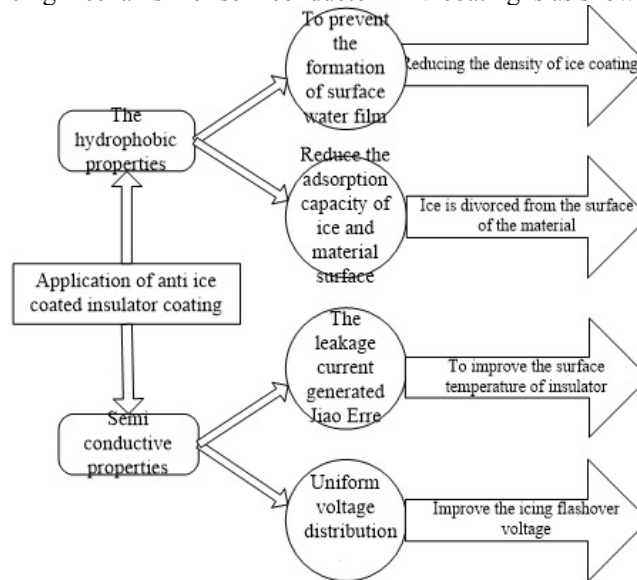 To prevent
the
formation
of surface
water film
Reducing the density of ice coating
The
hydrophobic
properties
Reduce the
adsorption
capacity of
ice and
material
surface
Ice is divorced from the surface
of the material
Application of anti ice
coated insulator coating
The
leakage
current
generated
Jiao Erre
To improve the surface
temperature of insulator
Semi
conductive
properties
Uniform
voltage
distribution
Improve the icing flashover
voltage